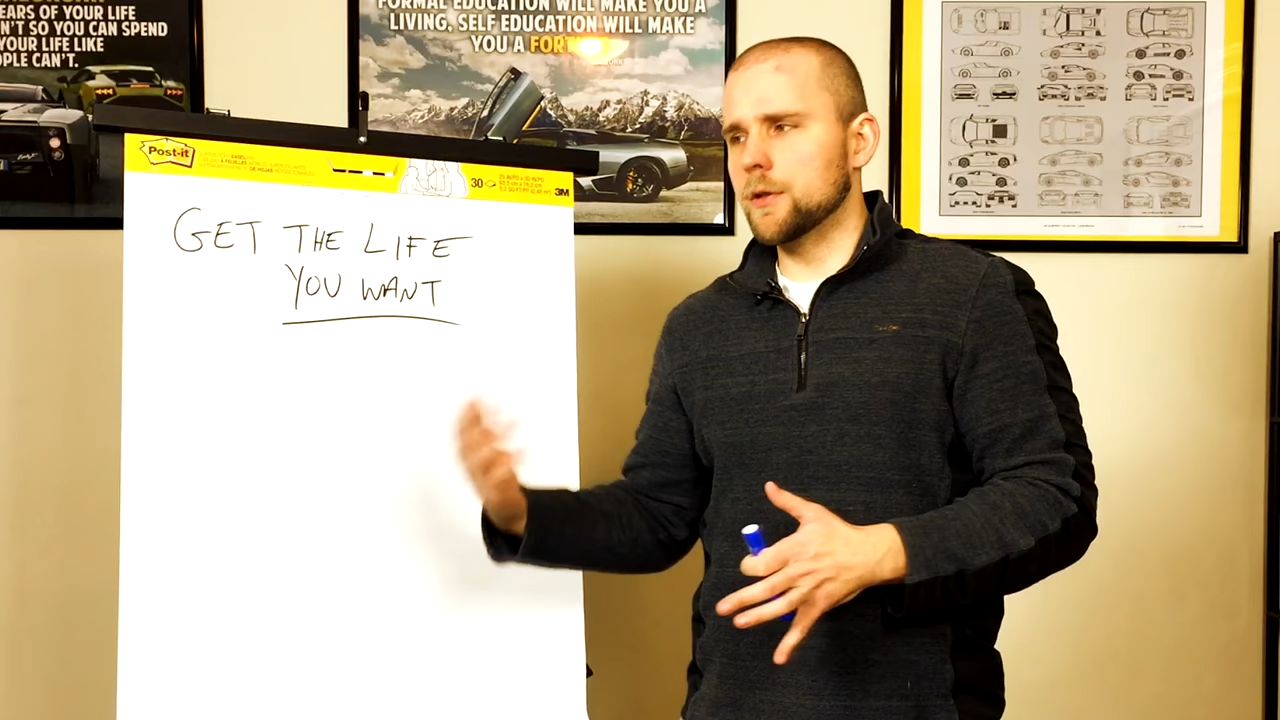 EARS OF YOUR LIFE
N'T SO YOU CAN SPEND
YOUR LIFE LIKE
OPLE CAN'T.
FORMAL EDUCATION WILL MAKE YOU A
LIVING, SELF EDUCATION WILL MAKE
YOU A FORTUNE
Post-it
30
3M
GET THE LIFE
YOU WANT